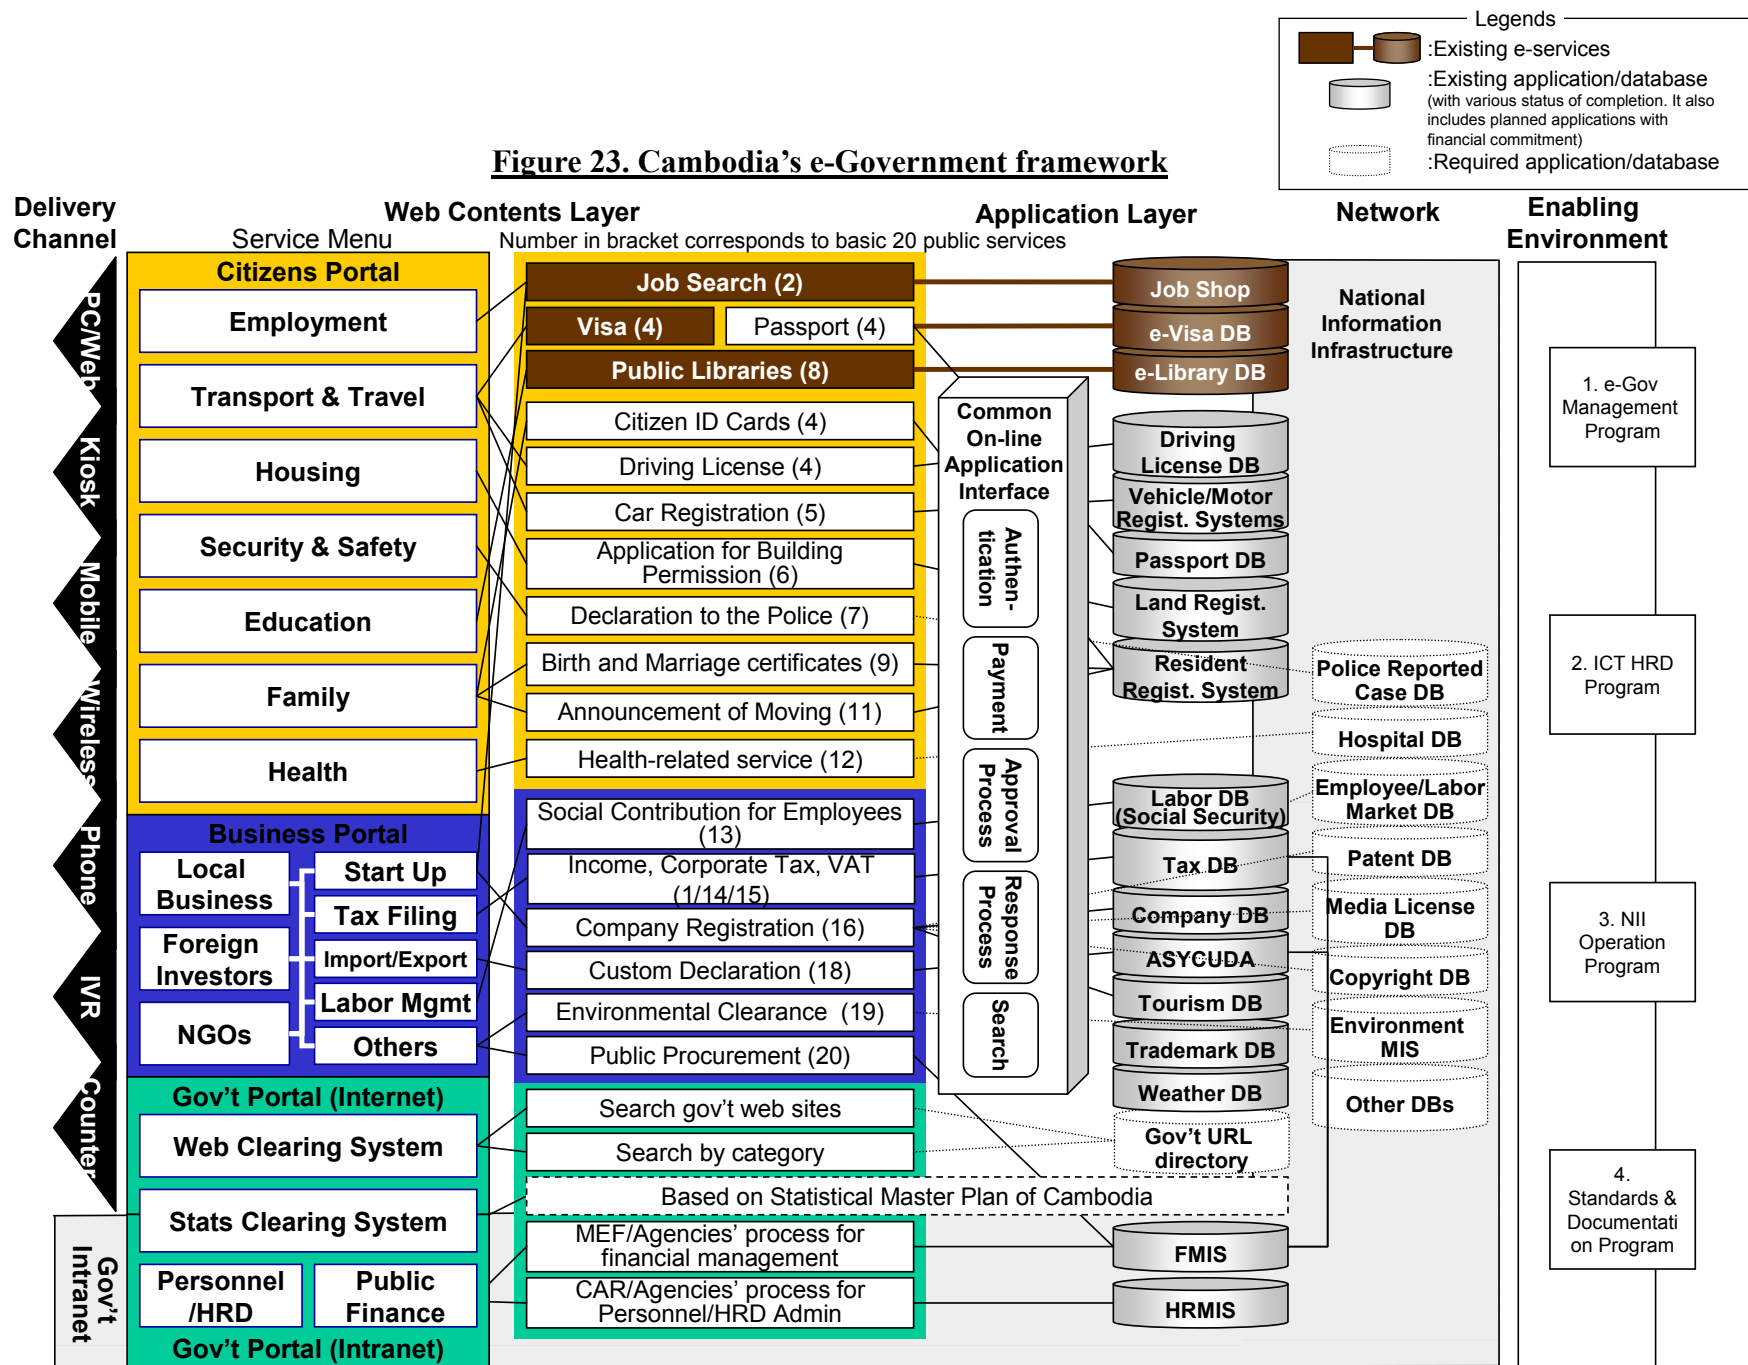 Legends
:Existing e-services
:Existing application/database
(with various status of completion. It also
includes planned applications with
financial commitment)
:Required application/database
Figure 23. Cambodia’s e-Government framework
Delivery
Channel
Web Contents Layer
Service Menu
Number in bracket corresponds to basic 20 public services
Application Layer
Network
Enabling
Environment
PC/Web
Kiosk
Mobile
Wireless
Phone
IVR
Counter
Gov’t
Intranet
Citizens Portal
Employment
Transport & Travel
Housing
Security & Safety
Education
Family
Health
Business Portal
Local
Business
Foreign
Investors
NGOs
Start Up
Tax Filing
Import/Export
Labor Mgmt
Others
Gov’t Portal (Internet)
Web Clearing System
Stats Clearing System
Personnel
/HRD
Public
Finance
Gov’t Portal (Intranet)
Job Search (2)
Visa (4)
Passport (4)
Public Libraries (8)
Citizen ID Cards (4)
Driving License (4)
Car Registration (5)
Application for Building
Permission (6)
Declaration to the Police (7)
Birth and Marriage certificates (9)
Announcement of Moving (11)
Health-related service (12)
Social Contribution for Employees
(13)
Income, Corporate Tax, VAT
(1/14/15)
Company Registration (16)
Custom Declaration (18)
Environmental Clearance (19)
Public Procurement (20)
Search gov’t web sites
Search by category
Based on Statistical Master Plan of Cambodia
MEF/Agencies’ process for
financial management
CAR/Agencies’ process for
Personnel/HRD Admin
Common
On-line
Application
Interface
Authen-
tication
Payment
Approval
Process
Response
Process
Search
Job Shop
e-Visa DB
e-Library DB
Driving
License DB
Vehicle/Motor
Regist. Systems
Passport DB
Land Regist.
System
Resident
Regist. System
Labor DB
(Social Security)
Tax DB
Company DB
ASYCUDA
Tourism DB
Trademark DB
Weather DB
Gov’t URL
directory
FMIS
HRMIS
National
Information
Infrastructure
Police Reported
Case DB
Hospital DB
Employee/Labor
Market DB
Patent DB
Media License
DB
Copyright DB
Environment
MIS
Other DBs
1. e-Gov
Management
Program
2. ICT HRD
Program
3. NII
Operation
Program
4.
Standards &
Documentati
on Program